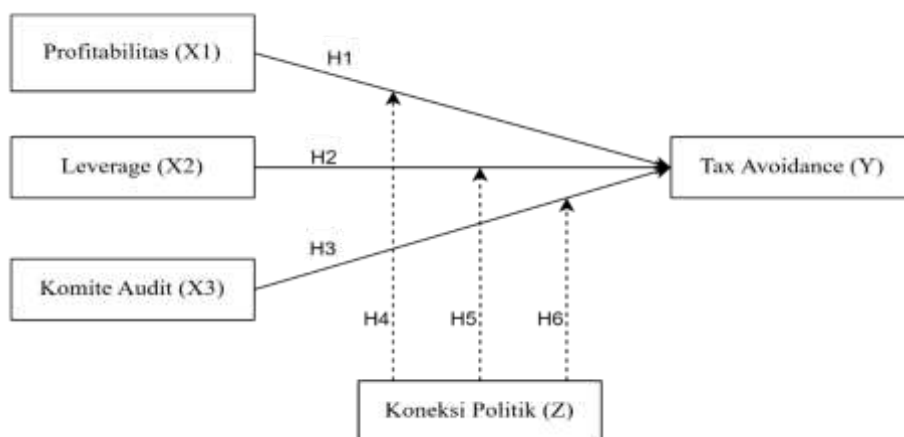 Profitabilitas (X1)
H1
Leverage (X2)
H2
Tax Avoidance (Y)
H3
Komite Audit (X3)
H4
H5
H6
Koneksi Politik (Z)